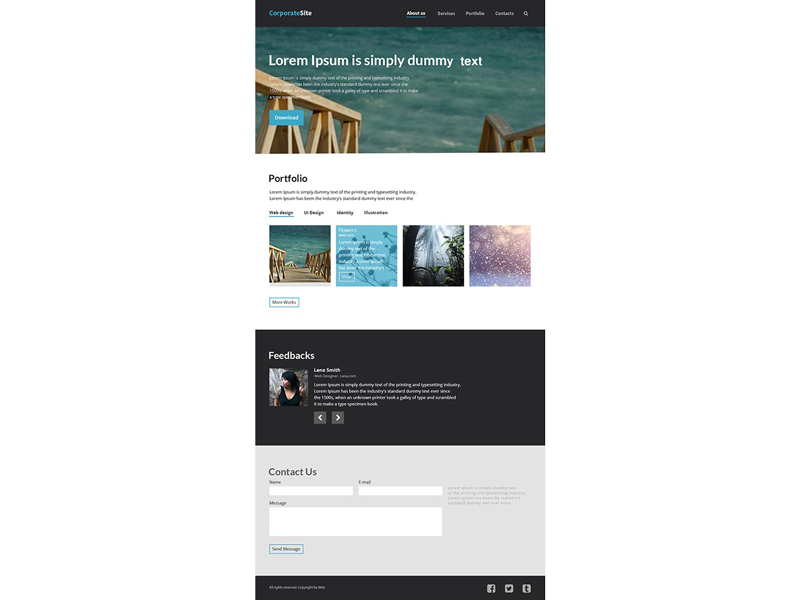 CorporateSite
About us Services Portfolio Contacts
Lorem Ipsum is simply dummy text
Lorem Ipsum is simply dummy text of the printing and typesetting industry.
Lorem Ipsum has been the industry's standard dummy text ever since the
1500s, when an unknown printer took a galley of type and scrambled it to make
a type specimen book.
Download
Portfolio
Lorem Ipsum is simply dummy text of the printing and typesetting industry.
Lorem Ipsum has been the industry's standard dummy text ever since the
Web design UI Design Identity Illustration
Flowers
web.com
Lorem Ipsum is simply
dummy text of the
printing and typesetting
industry. Lorem Ipsum
has been the industry's
More Works
Feedbacks
Lena Smith
Web Designer. Lena.com
Lorem Ipsum is simply dummy text of the printing and typesetting industry.
Lorem Ipsum has been the industry's standard dummy text ever since
the 1500s, when an unknown printer took a galley of type and scrambled
it to make a type specimen book.
Contact Us
Name E-mail
Lorem Ipsum is simply dummy text
of the printing and typesetting industry.
Lorem Ipsum has been the industry's
standard dummy text ever since.
Message
Send Message
All rights reserved. Copyright by Web